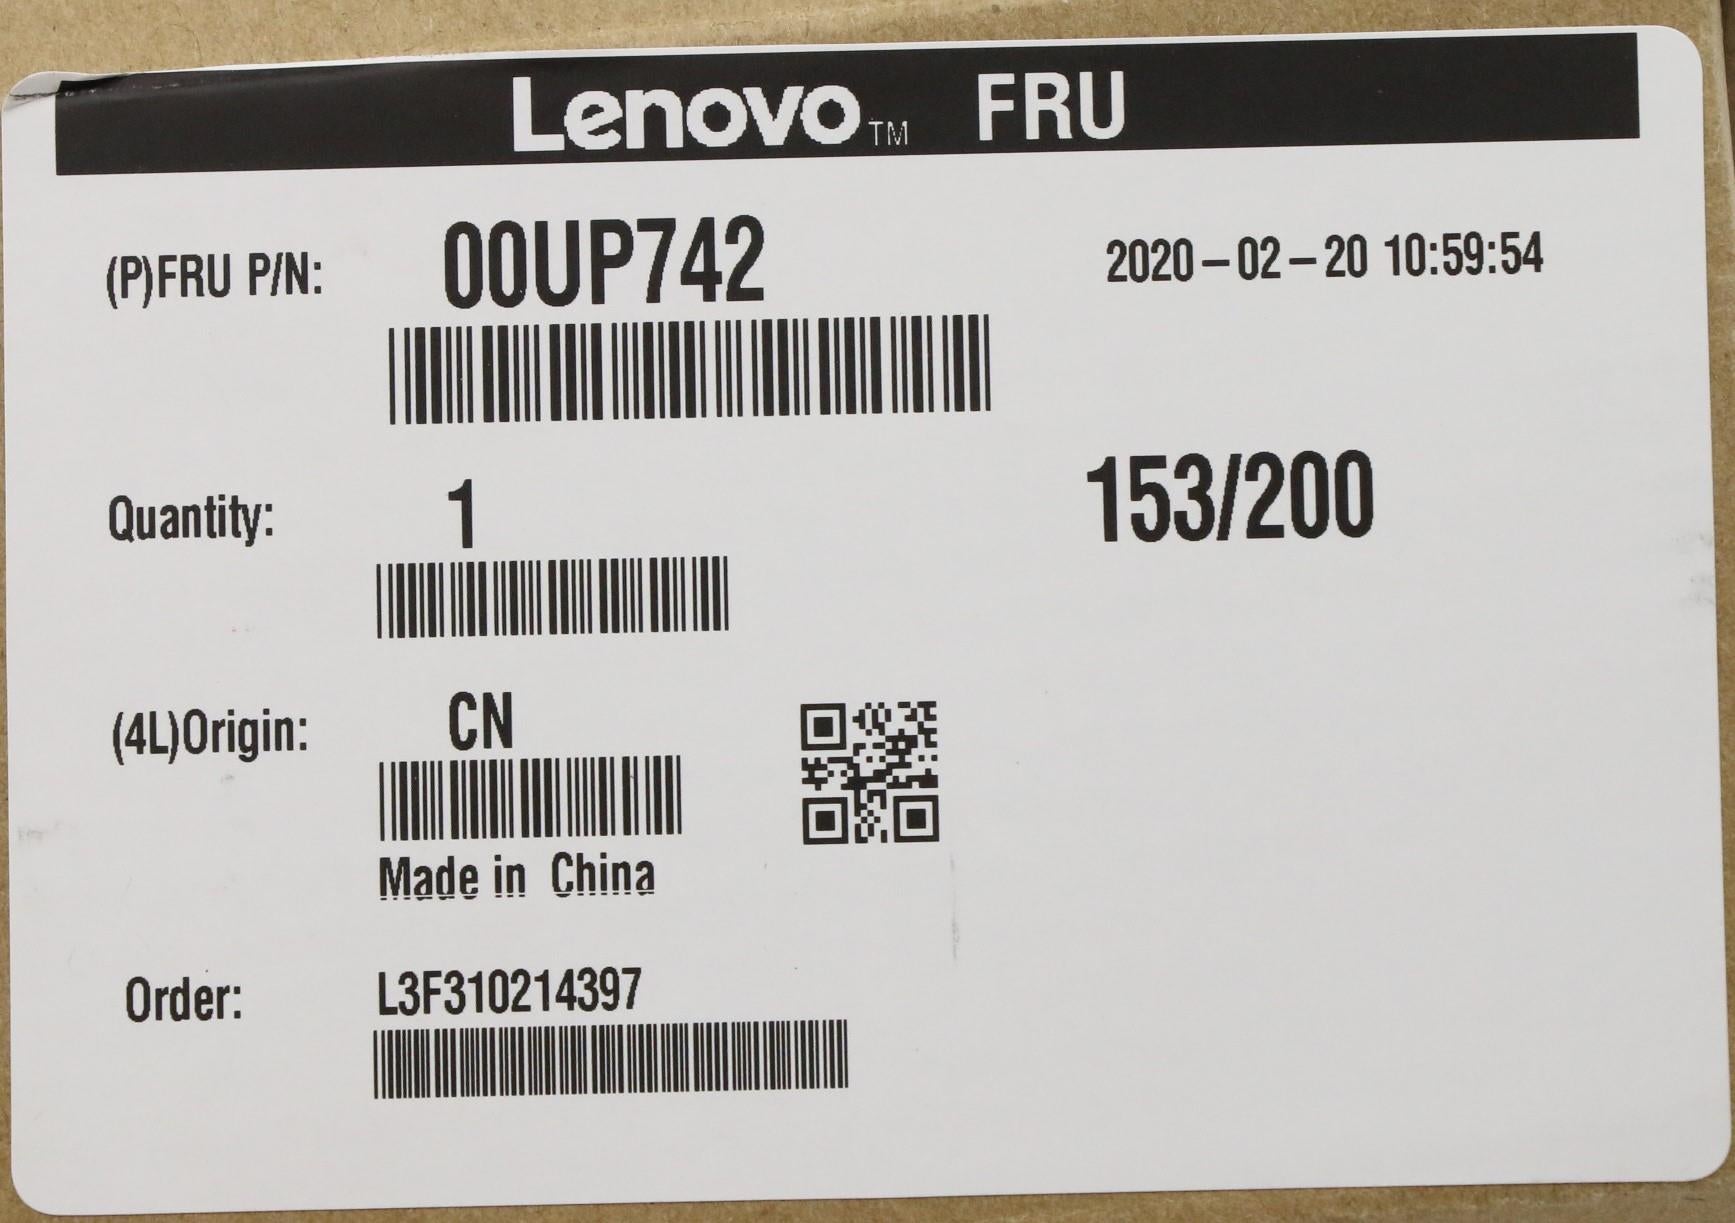 Lenovo™ FRU
(P)FRU P/N: 00UP742 2020-02-20 10:59:54
Quantity: 1 153/200
(4L)Origin: CN
Made in China
Order: L3F310214397